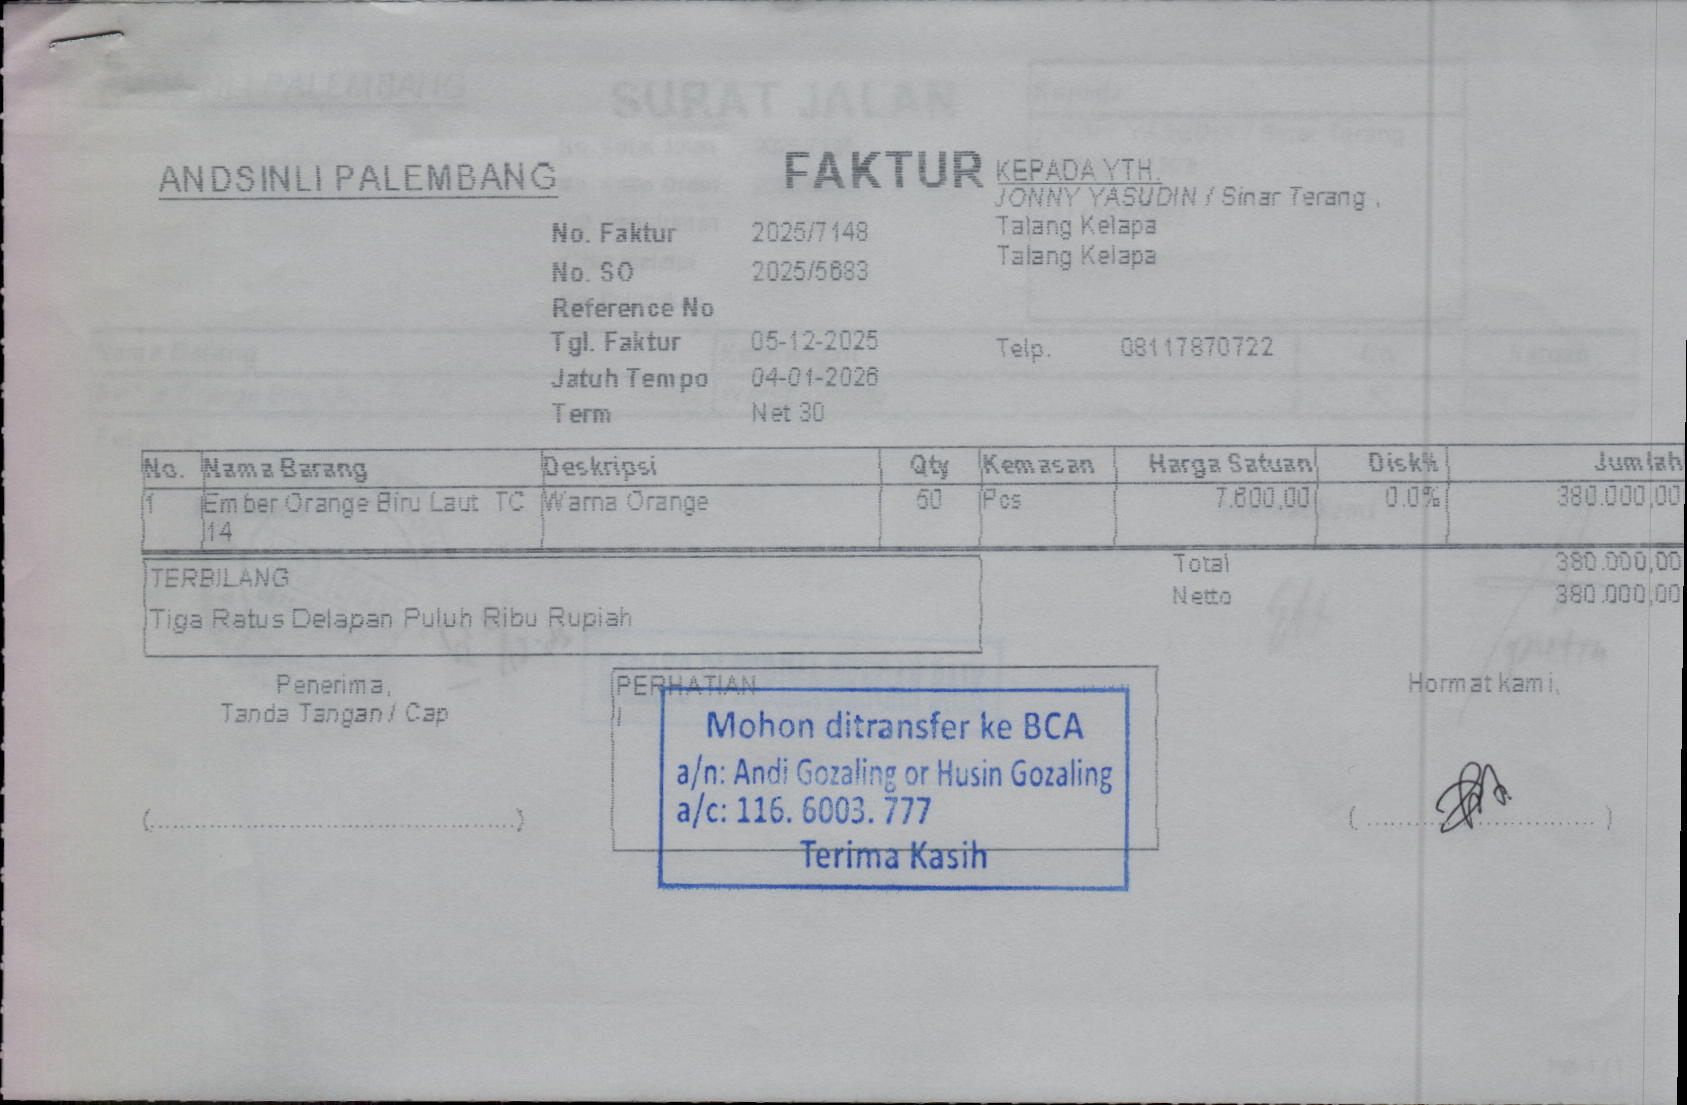 ANDSINLI PALEMBANG
FAKTUR
KEPADA YTH.
JONNY YASUDIN / Sinar Terang ,
Talang Kelapa
Talang Kelapa
Telp. 08117870722
No. Faktur 2025/7148
No. SO 2025/5683
Reference No
Tgl. Faktur 05-12-2025
Jatuh Tempo 04-01-2026
Term Net 30
No. Nama Barang Deskripsi Qty Kemasan Harga Satuan Disk% Jumlah
1 Ember Orange Biru Laut TC 14 Warna Orange 50 Pcs 7.600,00 0.0% 380.000,00
Total 380.000,00
Netto 380.000,00
TERBILANG
Tiga Ratus Delapan Puluh Ribu Rupiah
Penerima,
Tanda Tangan / Cap
PERHATIAN
Mohon ditransfer ke BCA
a/n: Andi Gozaling or Husin Gozaling
a/c: 116. 6003. 777
Terima Kasih
Hormat kami,
SURAT JALAN